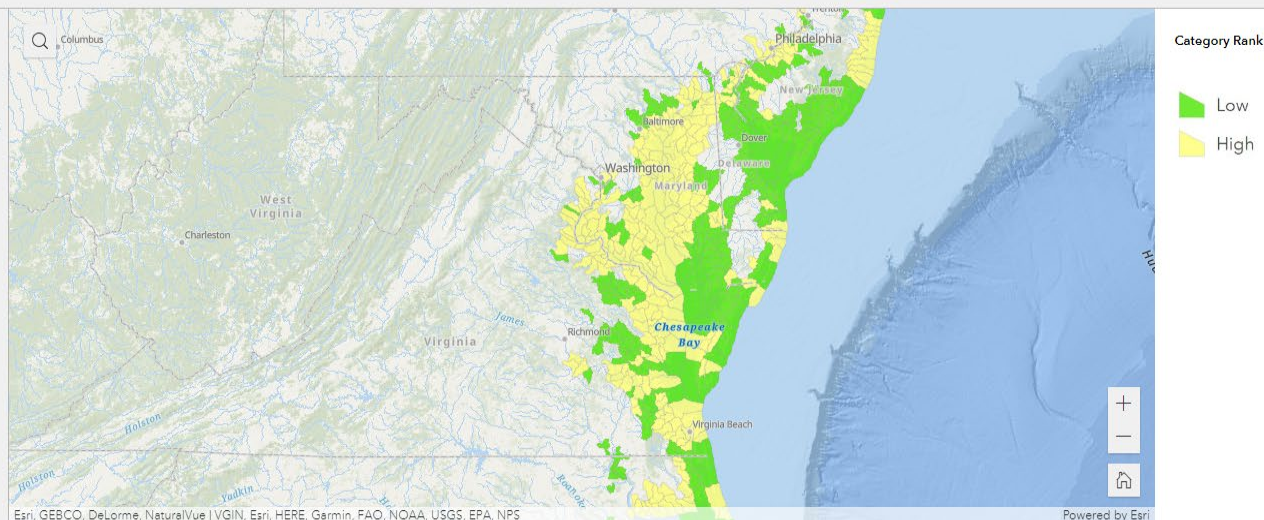 Columbus
Trenton
Philadelphia
New Jersey
Baltimore
Dover
Washington
Delaware
Maryland
West
Virginia
Charleston
James
Richmond
Virginia
Chesapeake
Bay
Virginia Beach
Holston
Holston
Yadkin
Roanoke
Esri, GEBCO, DeLorme, NaturalVue | VGIN, Esri, HERE, Garmin, FAO, NOAA, USGS, EPA, NPS
Powered by Esri
Category Rank
Low
High